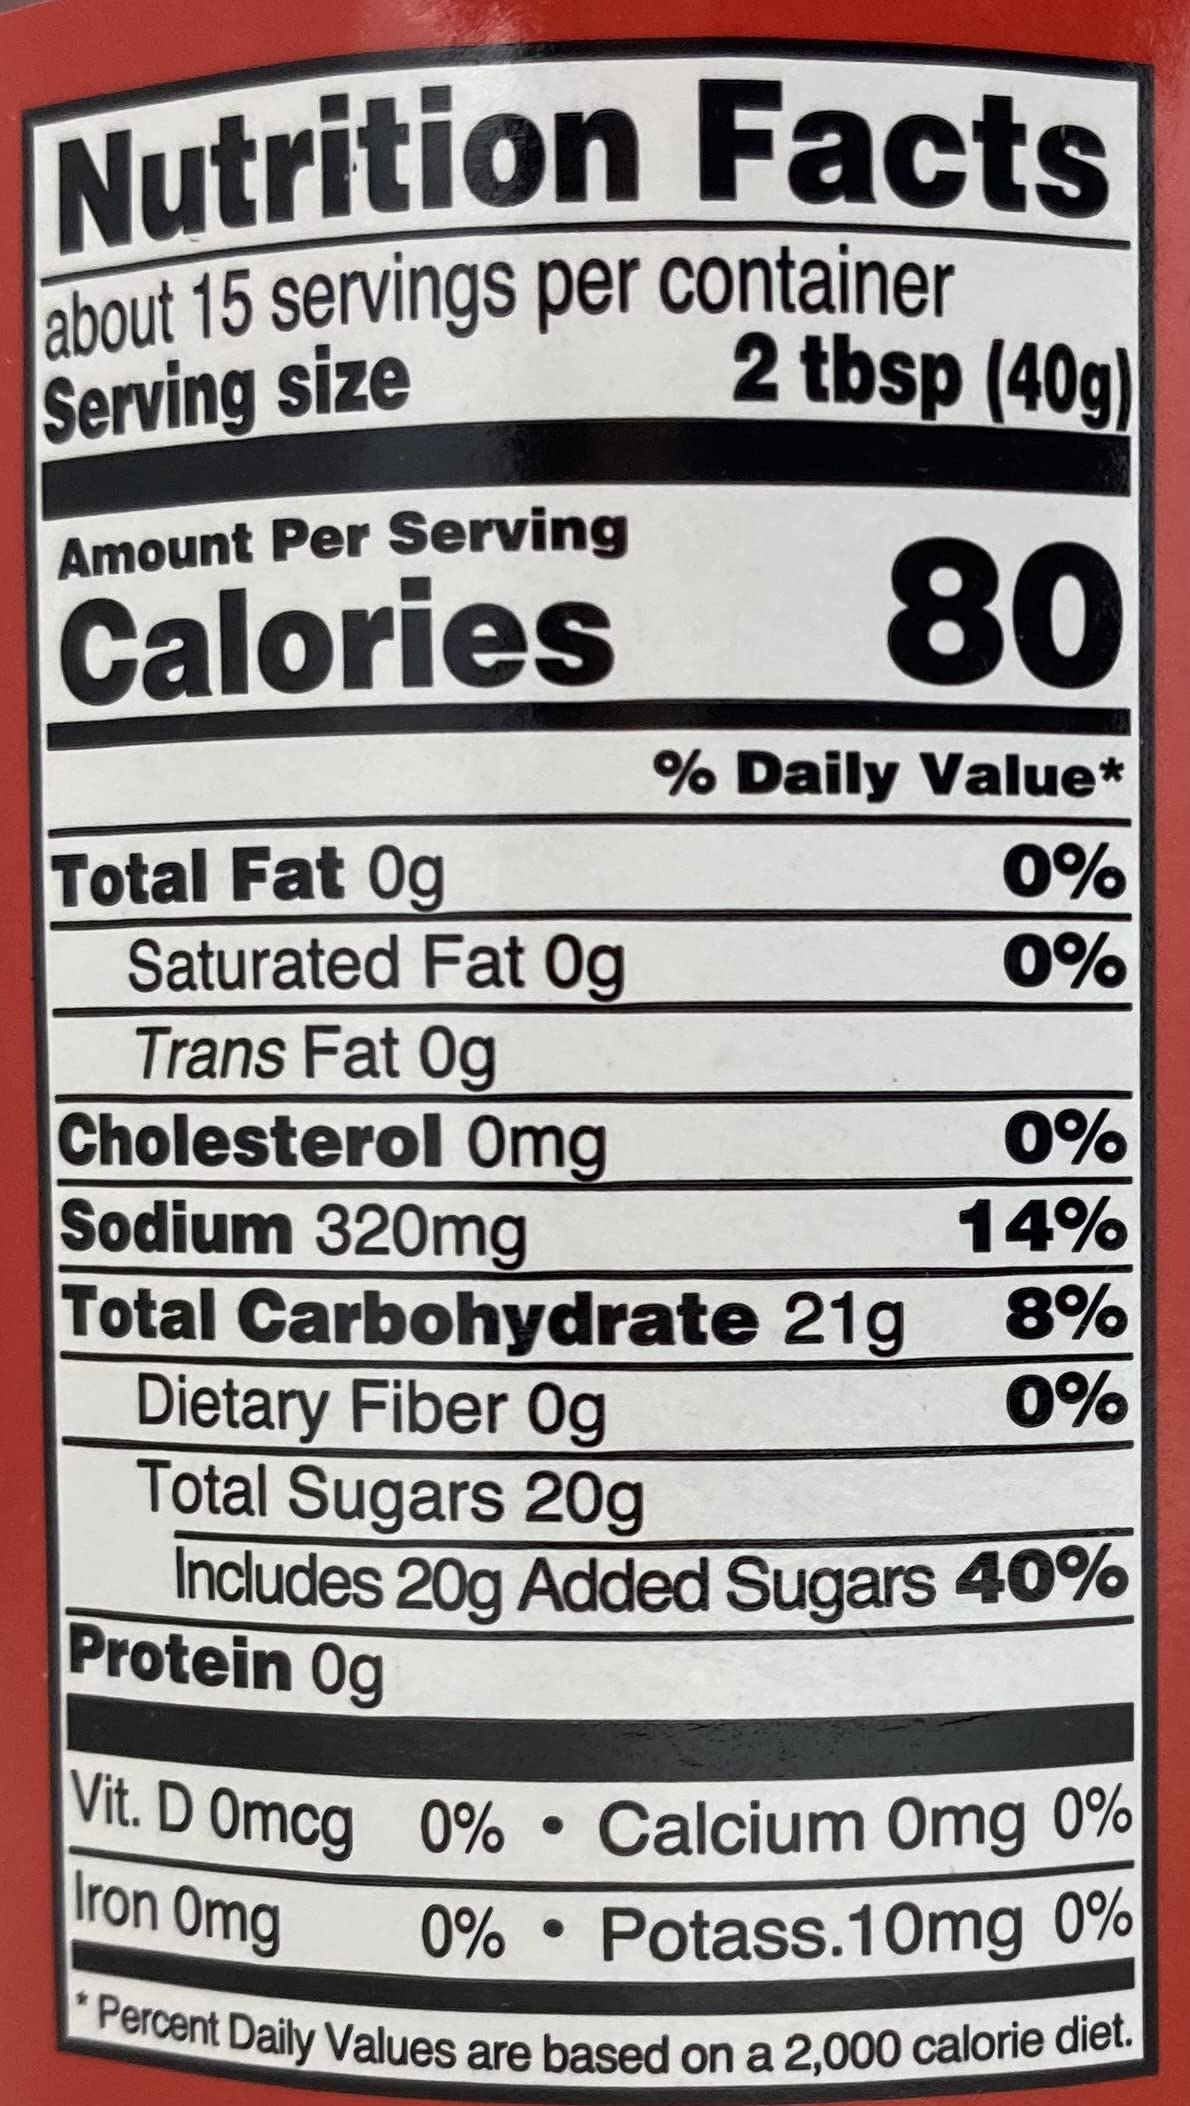 Nutrition Facts
about 15 servings per container
Serving size 2 tbsp (40g)
Amount Per Serving
Calories 80
% Daily Value*
Total Fat 0g 0%
Saturated Fat 0g 0%
Trans Fat 0g
Cholesterol 0mg 0%
Sodium 320mg 14%
Total Carbohydrate 21g 8%
Dietary Fiber 0g 0%
Total Sugars 20g
Includes 20g Added Sugars 40%
Protein 0g
Vit. D 0mcg 0% • Calcium 0mg 0%
Iron 0mg 0% • Potass.10mg 0%
* Percent Daily Values are based on a 2,000 calorie diet.